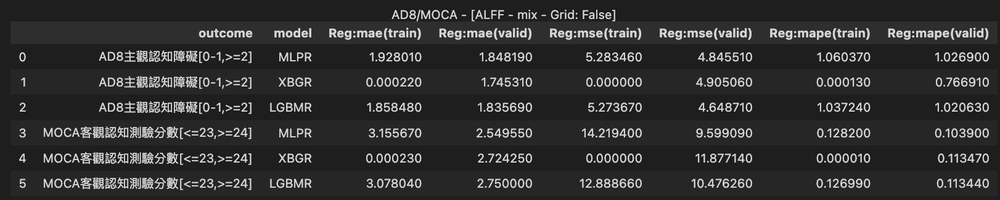 AD8/MOCA - [ALFF - mix - Grid: False]
outcome model Reg:mae(train) Reg:mae(valid) Reg:mse(train) Reg:mse(valid) Reg:mape(train) Reg:mape(valid)
0 AD8主觀認知障礙[0-1,>=2] MLPR 1.928010 1.848190 5.283460 4.845510 1.060370 1.026900
1 AD8主觀認知障礙[0-1,>=2] XBGR 0.000220 1.745310 0.000000 4.905060 0.000130 0.766910
2 AD8主觀認知障礙[0-1,>=2] LGBMR 1.858480 1.835690 5.273670 4.648710 1.037240 1.020630
3 MOCA客觀認知測驗分數[<=23,>=24] MLPR 3.155670 2.549550 14.219400 9.599090 0.128200 0.103900
4 MOCA客觀認知測驗分數[<=23,>=24] XBGR 0.000230 2.724250 0.000000 11.877140 0.000010 0.113470
5 MOCA客觀認知測驗分數[<=23,>=24] LGBMR 3.078040 2.750000 12.888660 10.476260 0.126990 0.113440